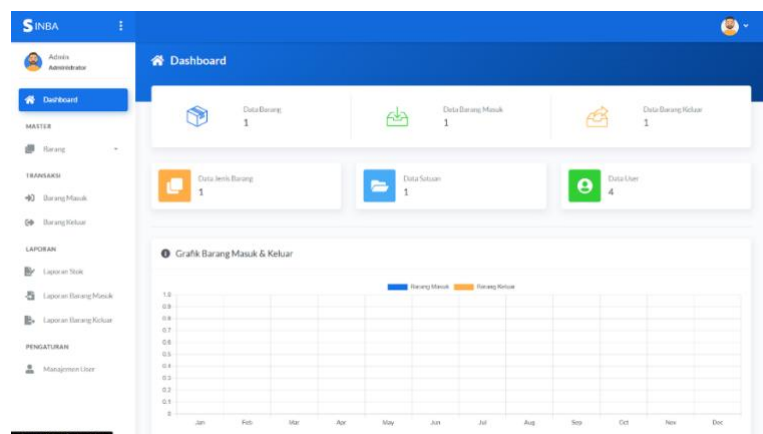 SINBA
Admin
Administrator
Dashboard
MASTER
Barang
TRANSAKSI
Barang Masuk
Barang Keluar
LAPORAN
Laporan Stok
Laporan Barang Masuk
Laporan Barang Keluar
PENGATURAN
Manajemen User
Dashboard
Data Barang
1
Data Barang Masuk
1
Data Barang Keluar
1
Data Jenis Barang
1
Data Satuan
1
Data User
4
Grafik Barang Masuk & Keluar
Barang Masuk Barang Keluar
1.0
0.9
0.8
0.7
0.6
0.5
0.4
0.3
0.2
0.1
0
Jan Feb Mar Apr May Jun Jul Aug Sep Oct Nov Dec